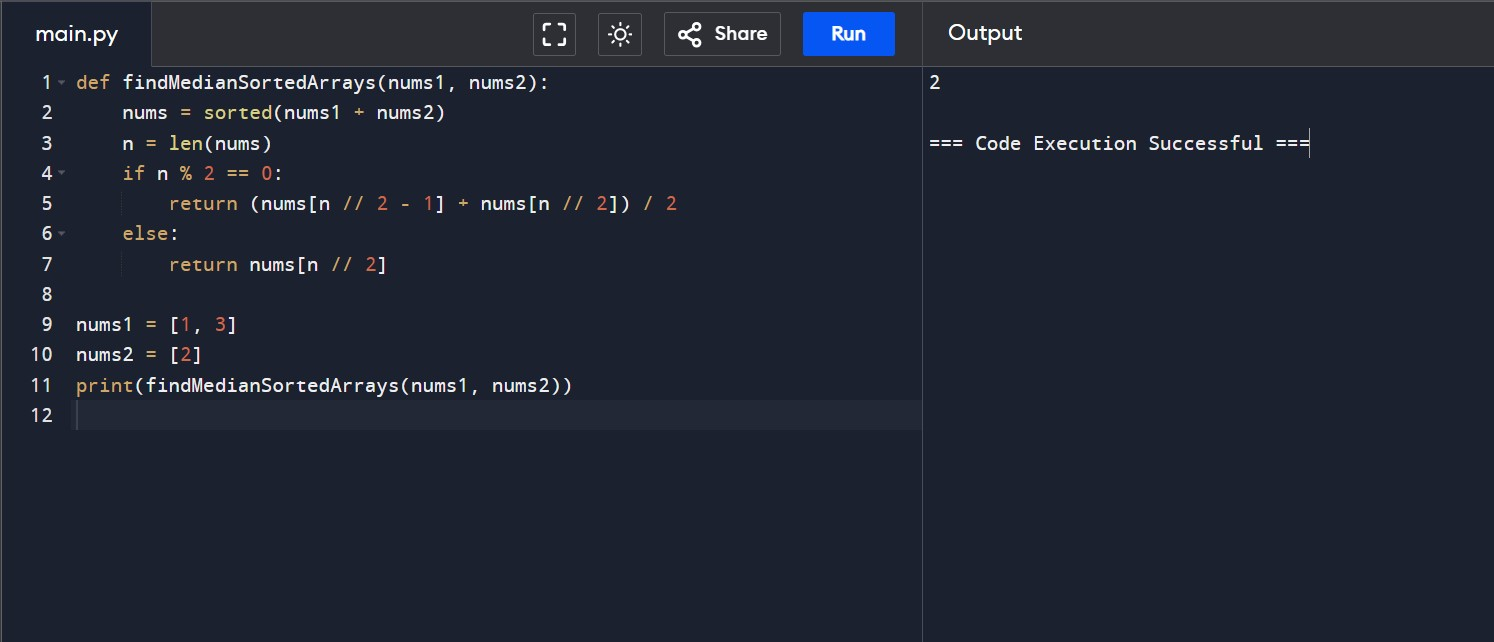 main.py
Share
Run
Output
1 def findMedianSortedArrays(nums1, nums2):
2     nums = sorted(nums1 + nums2)
3     n = len(nums)
4     if n % 2 == 0:
5         return (nums[n // 2 - 1] + nums[n // 2]) / 2
6     else:
7         return nums[n // 2]
8
9 nums1 = [1, 3]
10 nums2 = [2]
11 print(findMedianSortedArrays(nums1, nums2))
12
2
=== Code Execution Successful ===